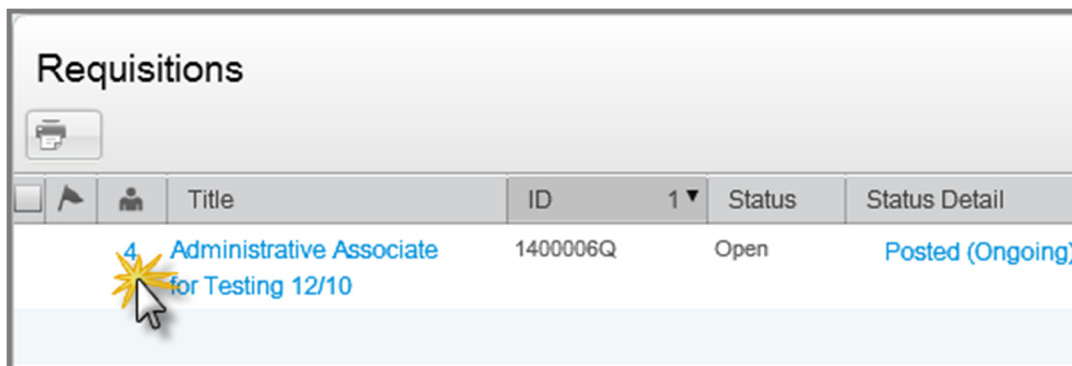 Requisitions
Title ID 1 Status Status Detail
4 Administrative Associate 1400006Q Open Posted (Ongoing)
for Testing 12/10